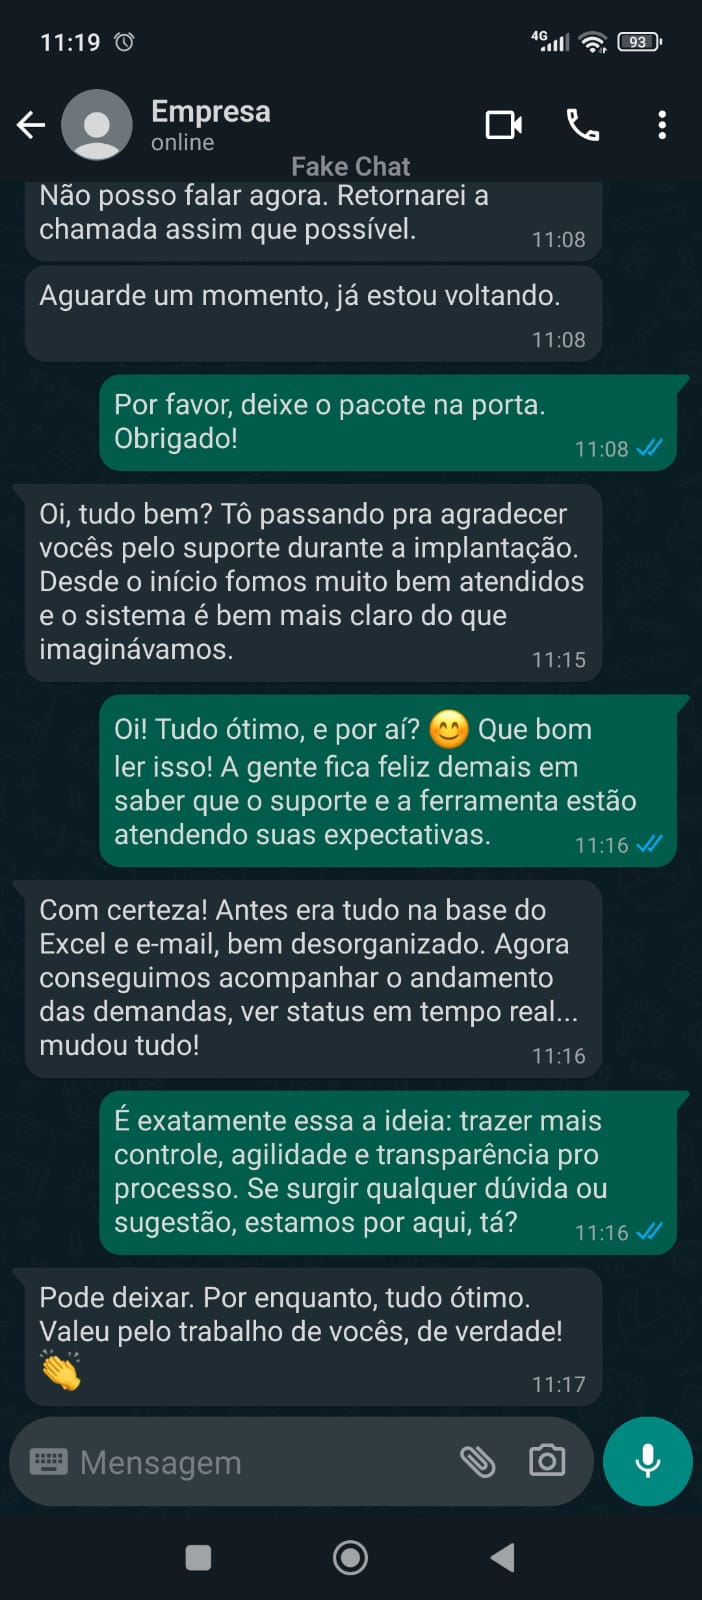 11:19
4G
93
Empresa
online
Fake Chat
Não posso falar agora. Retornarei a
chamada assim que possível.
11:08
Aguarde um momento, já estou voltando.
11:08
Por favor, deixe o pacote na porta.
Obrigado!
11:08
Oi, tudo bem? Tô passando pra agradecer
vocês pelo suporte durante a implantação.
Desde o início fomos muito bem atendidos
e o sistema é bem mais claro do que
imaginávamos.
11:15
Oi! Tudo ótimo, e por aí? 😊 Que bom
ler isso! A gente fica feliz demais em
saber que o suporte e a ferramenta estão
atendendo suas expectativas.
11:16
Com certeza! Antes era tudo na base do
Excel e e-mail, bem desorganizado. Agora
conseguimos acompanhar o andamento
das demandas, ver status em tempo real...
mudou tudo!
11:16
É exatamente essa a ideia: trazer mais
controle, agilidade e transparência pro
processo. Se surgir qualquer dúvida ou
sugestão, estamos por aqui, tá?
11:16
Pode deixar. Por enquanto, tudo ótimo.
Valeu pelo trabalho de vocês, de verdade!
👏
11:17
Mensagem